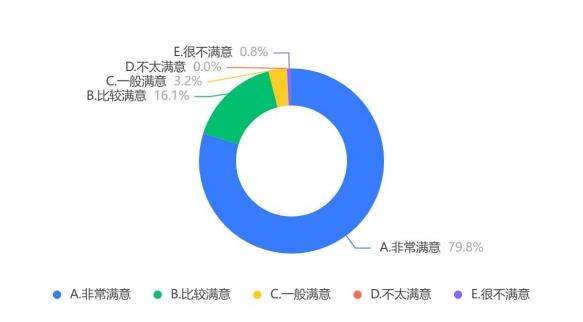 E.很不满意 0.8%
D.不太满意 0.0%
C.一般满意 3.2%
B.比较满意 16.1%
A.非常满意 79.8%
A.非常满意 B.比较满意 C.一般满意 D.不太满意 E.很不满意